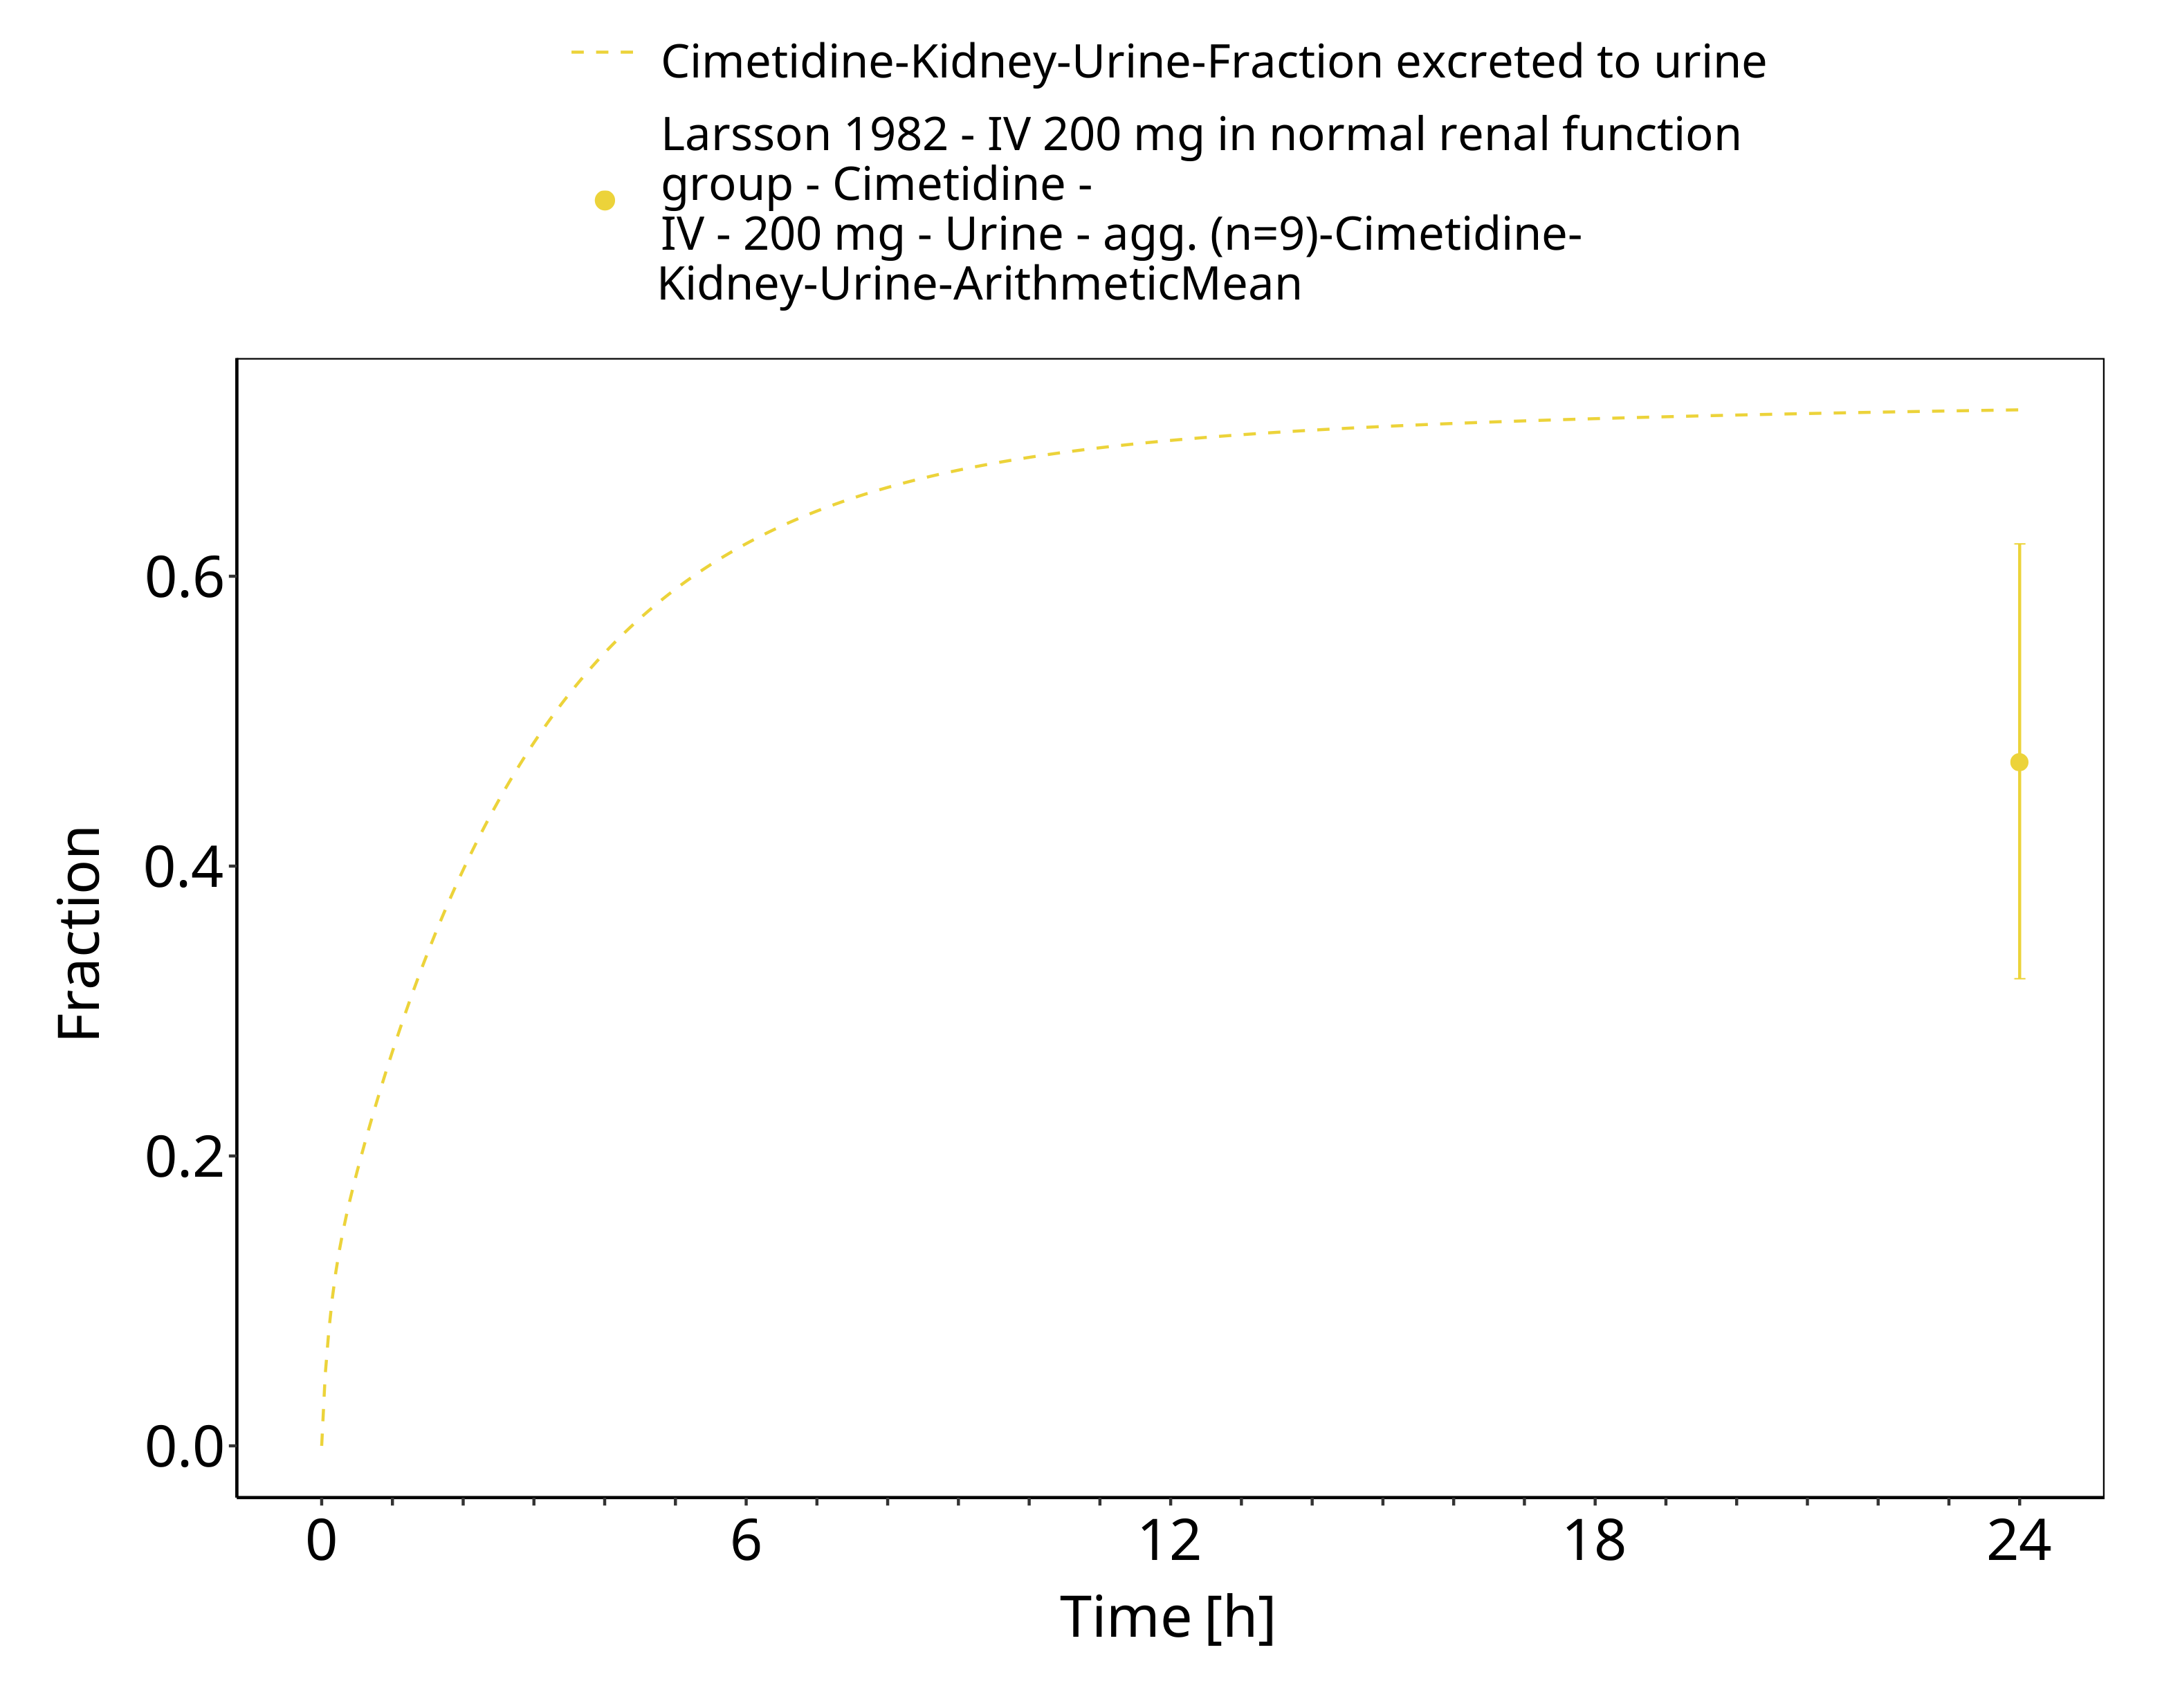 Cimetidine-Kidney-Urine-Fraction excreted to urine
Larsson 1982 - IV 200 mg in normal renal function
group - Cimetidine -
IV - 200 mg - Urine - agg. (n=9)-Cimetidine-
Kidney-Urine-ArithmeticMean
0.6
0.4
0.2
0.0
Fraction
0 6 12 18 24
Time [h]